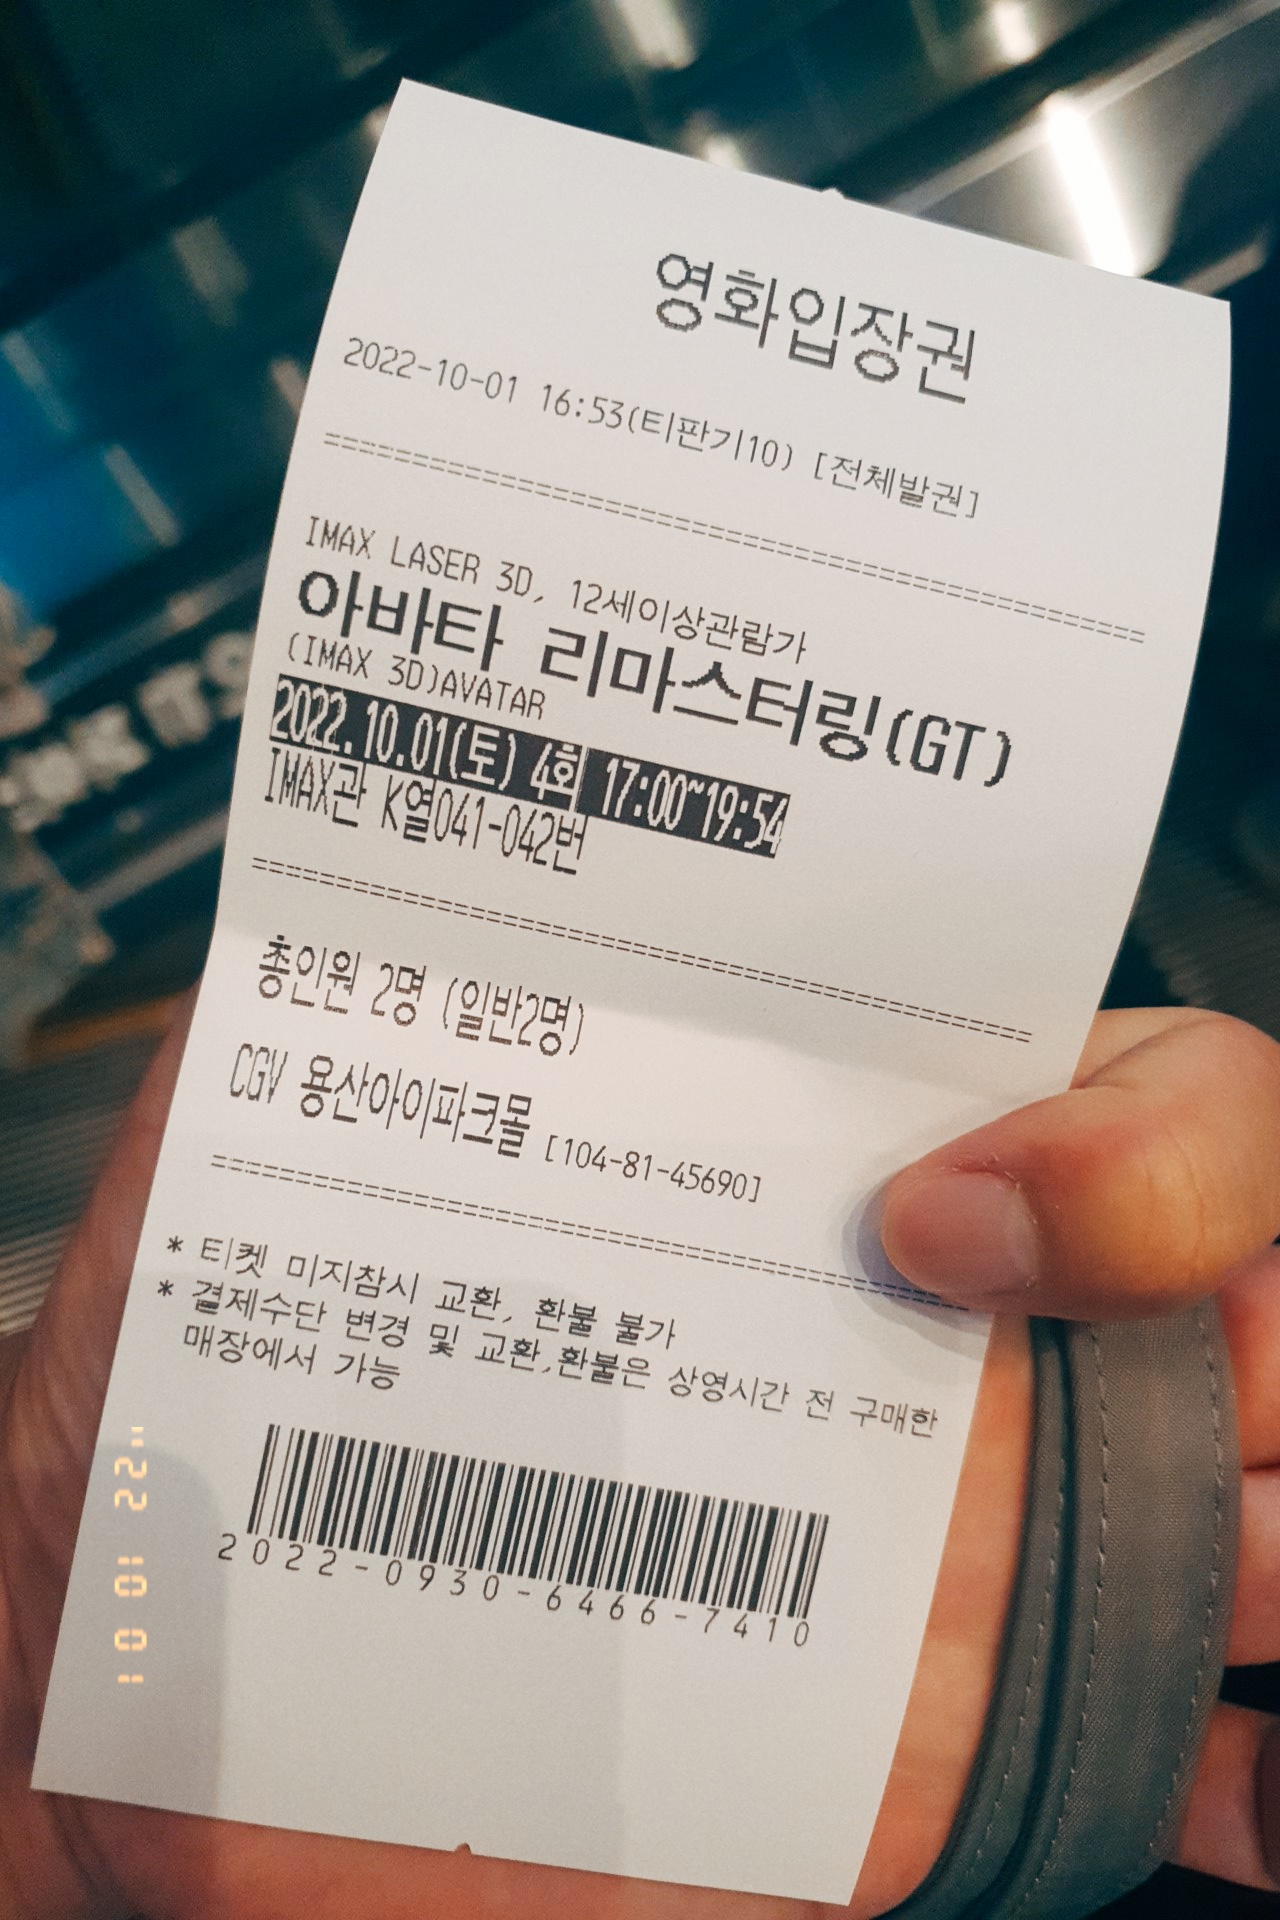 영화입장권
2022-10-01 16:53(티판기10) [전체발권]
================================================
IMAX LASER 3D, 12세이상관람가
아바타 리마스터링(GT)
(IMAX 3D)AVATAR
2022.10.01(토) 4회 17:00~19:54
IMAX관 K열041-042번
================================================
총인원 2명 (일반2명)
CGV 용산아이파크몰 [104-81-45690]
================================================
* 티켓 미지참시 교환, 환불 불가
* 결제수단 변경 및 교환,환불은 상영시간 전 구매한
매장에서 가능
2022-0930-6466-7410
10 01 22"